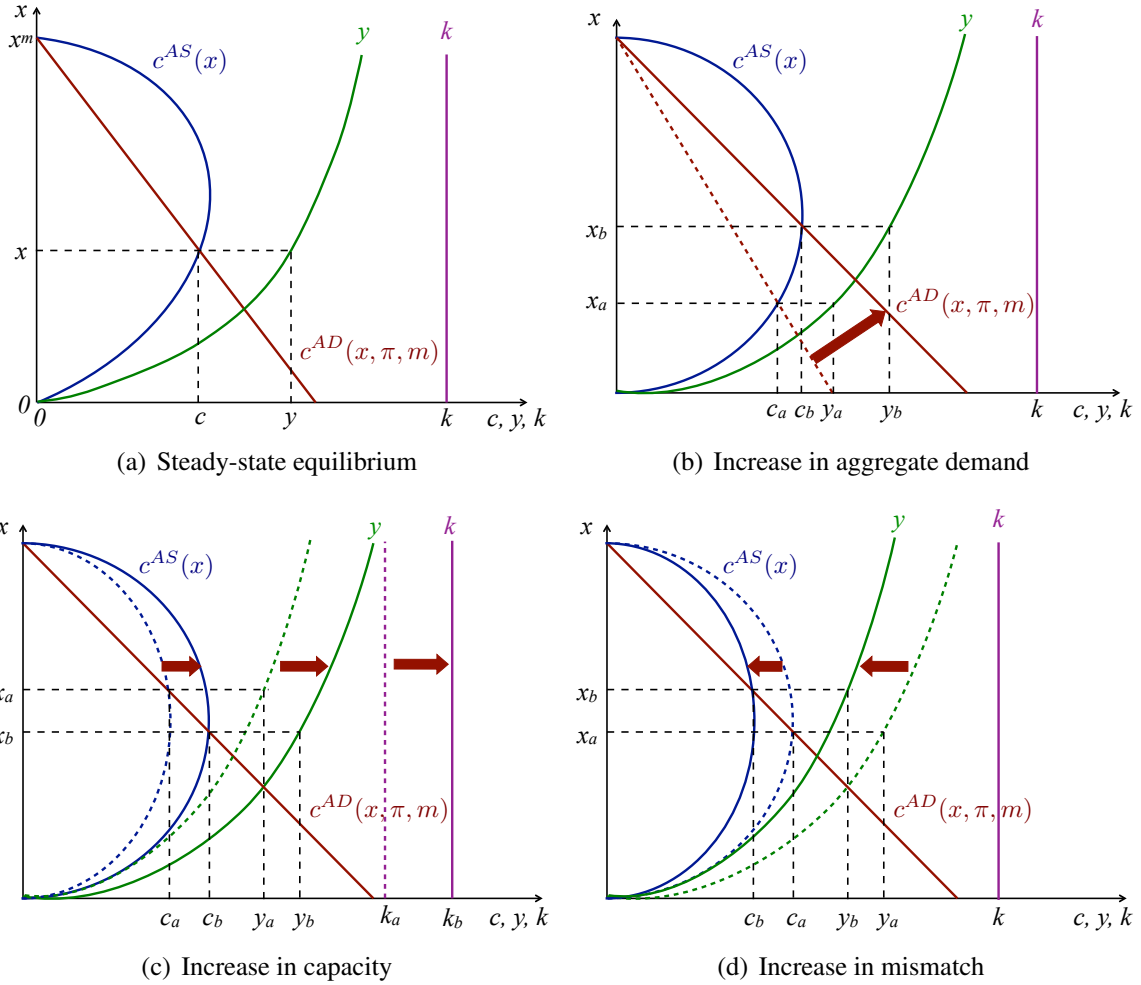 x
x^m
c^{AS}(x)
y
k
x
c^{AD}(x, π, m)
0
0
c
y
k
c, y, k
(a) Steady-state equilibrium
x
c^{AS}(x)
y
k
x_b
x_a
c^{AD}(x, π, m)
c_a
c_b
y_a
y_b
k
c, y, k
(b) Increase in aggregate demand
x
c^{AS}(x)
y
k
x_a
x_b
c^{AD}(x, π, m)
c_a
c_b
y_a
y_b
k_a
k_b
c, y, k
(c) Increase in capacity
x
c^{AS}(x)
y
k
x_b
x_a
c^{AD}(x, π, m)
c_b
c_a
y_b
y_a
k
c, y, k
(d) Increase in mismatch